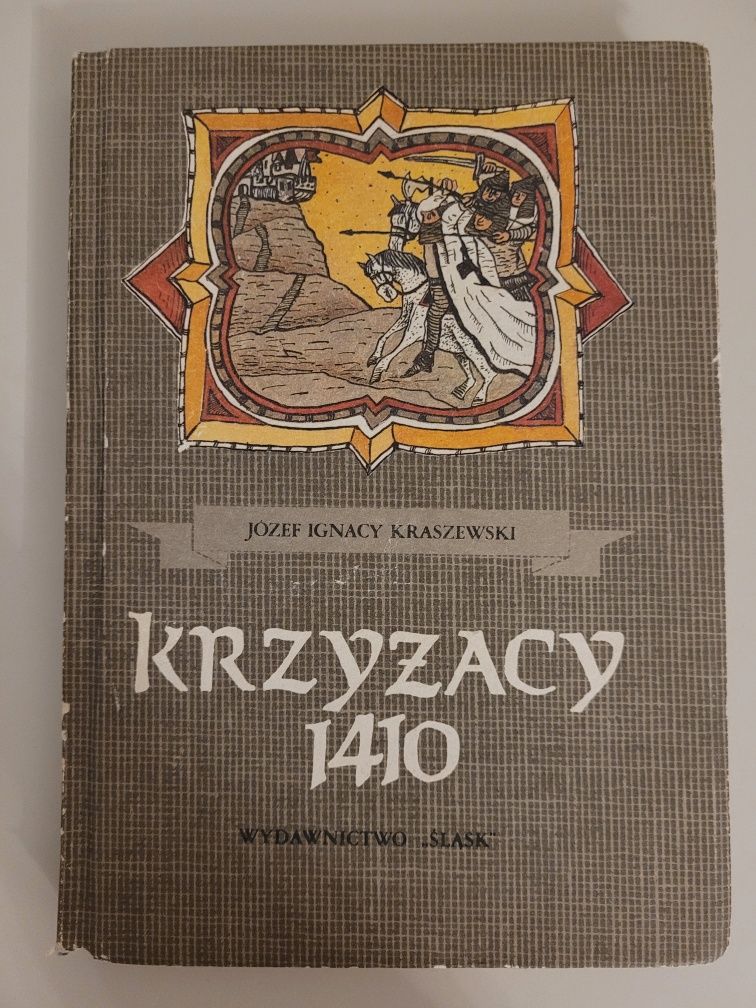 JÓZEF IGNACY KRASZEWSKI
KRZYŻACY
1410
WYDAWNICTWO „ŚLĄSK”